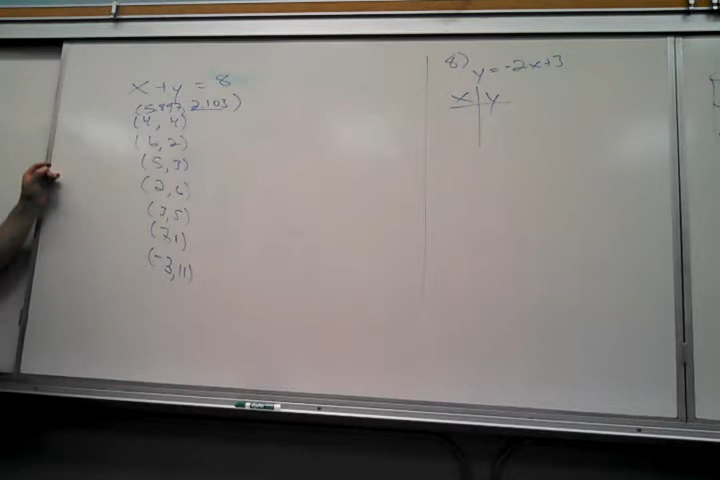 x + y = 8
(5.897, 2.103)
(4, 4)
(6, 2)
(5, 3)
(2, 6)
(3, 5)
(7, 1)
(-3, 11)
8) y = -2x+3
x y